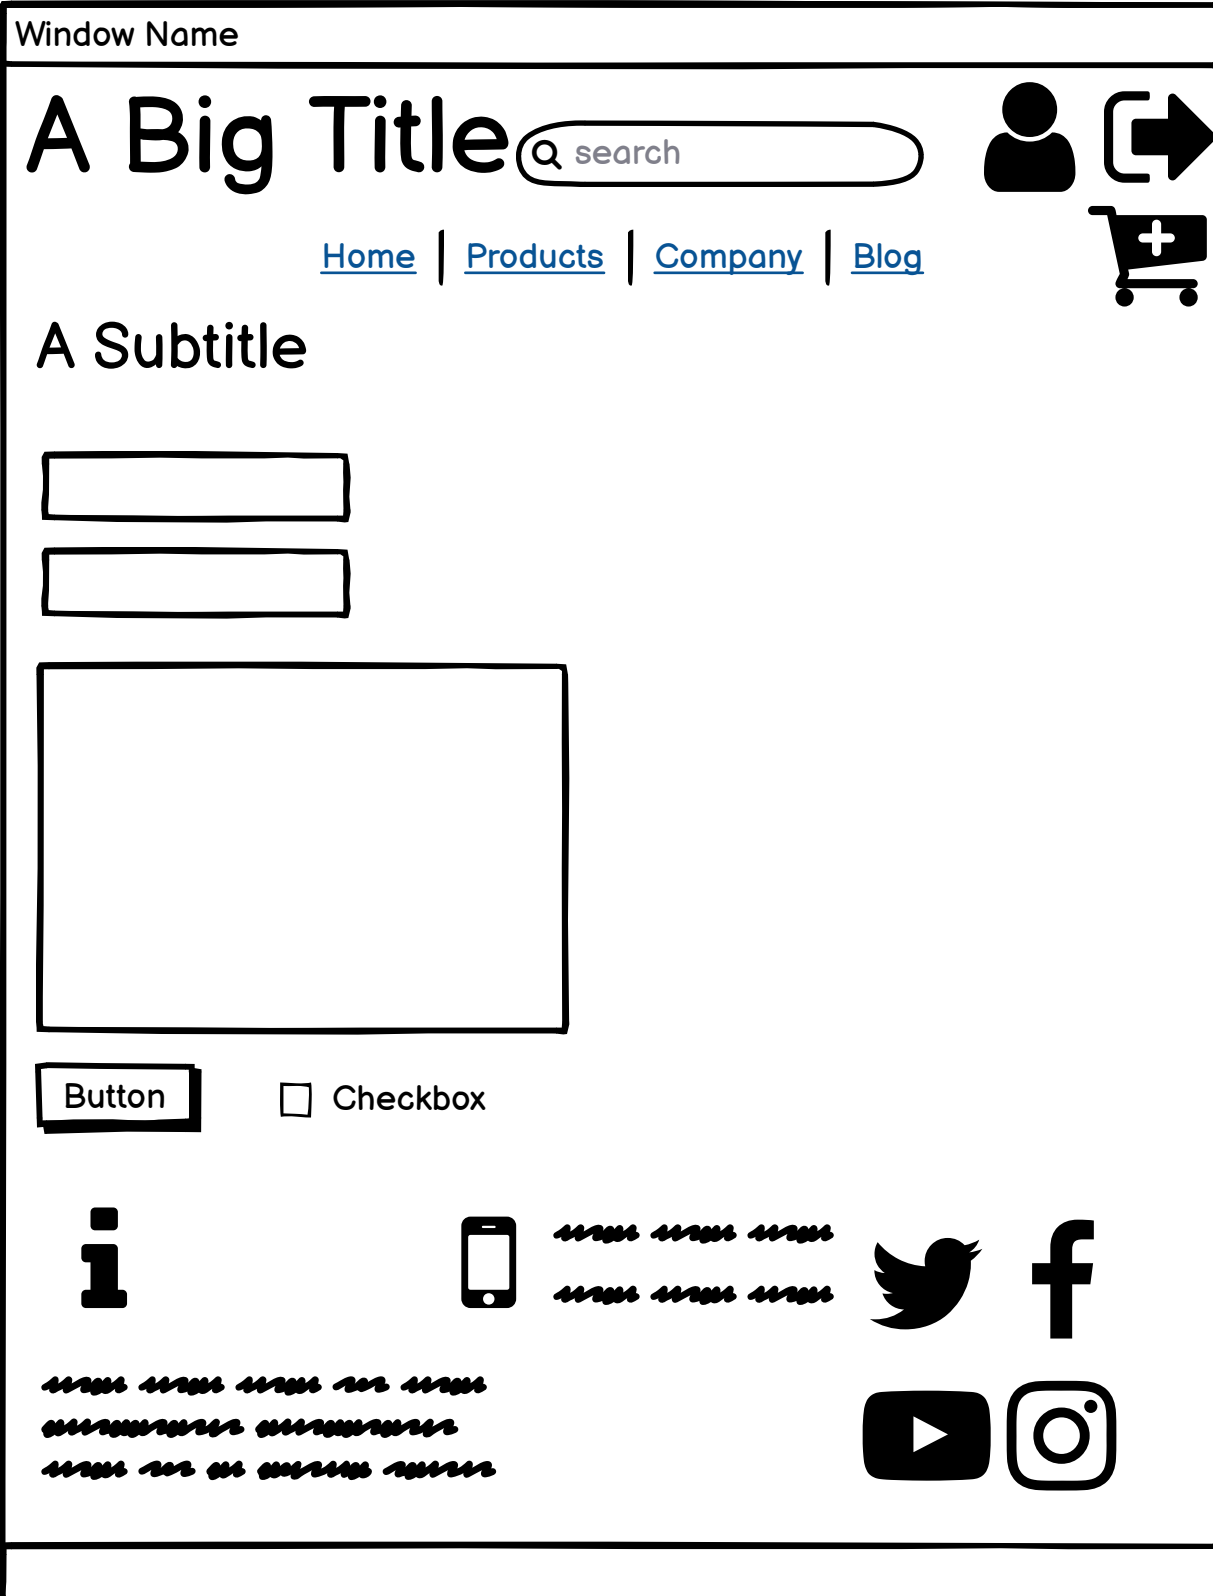 Window Name
A Big Title
search
Home Products Company Blog
A Subtitle
Button
Checkbox